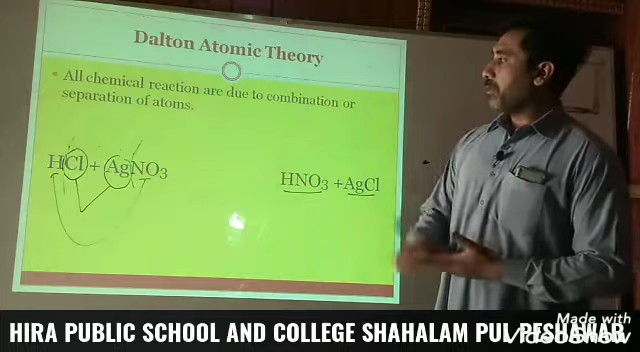 Dalton Atomic Theory
• All chemical reaction are due to combination or
separation of atoms.
HCl + AgNO₃
HNO₃ + AgCl
Made with
VideoShow
HIRA PUBLIC SCHOOL AND COLLEGE SHAHALAM PUL PESHAWAR